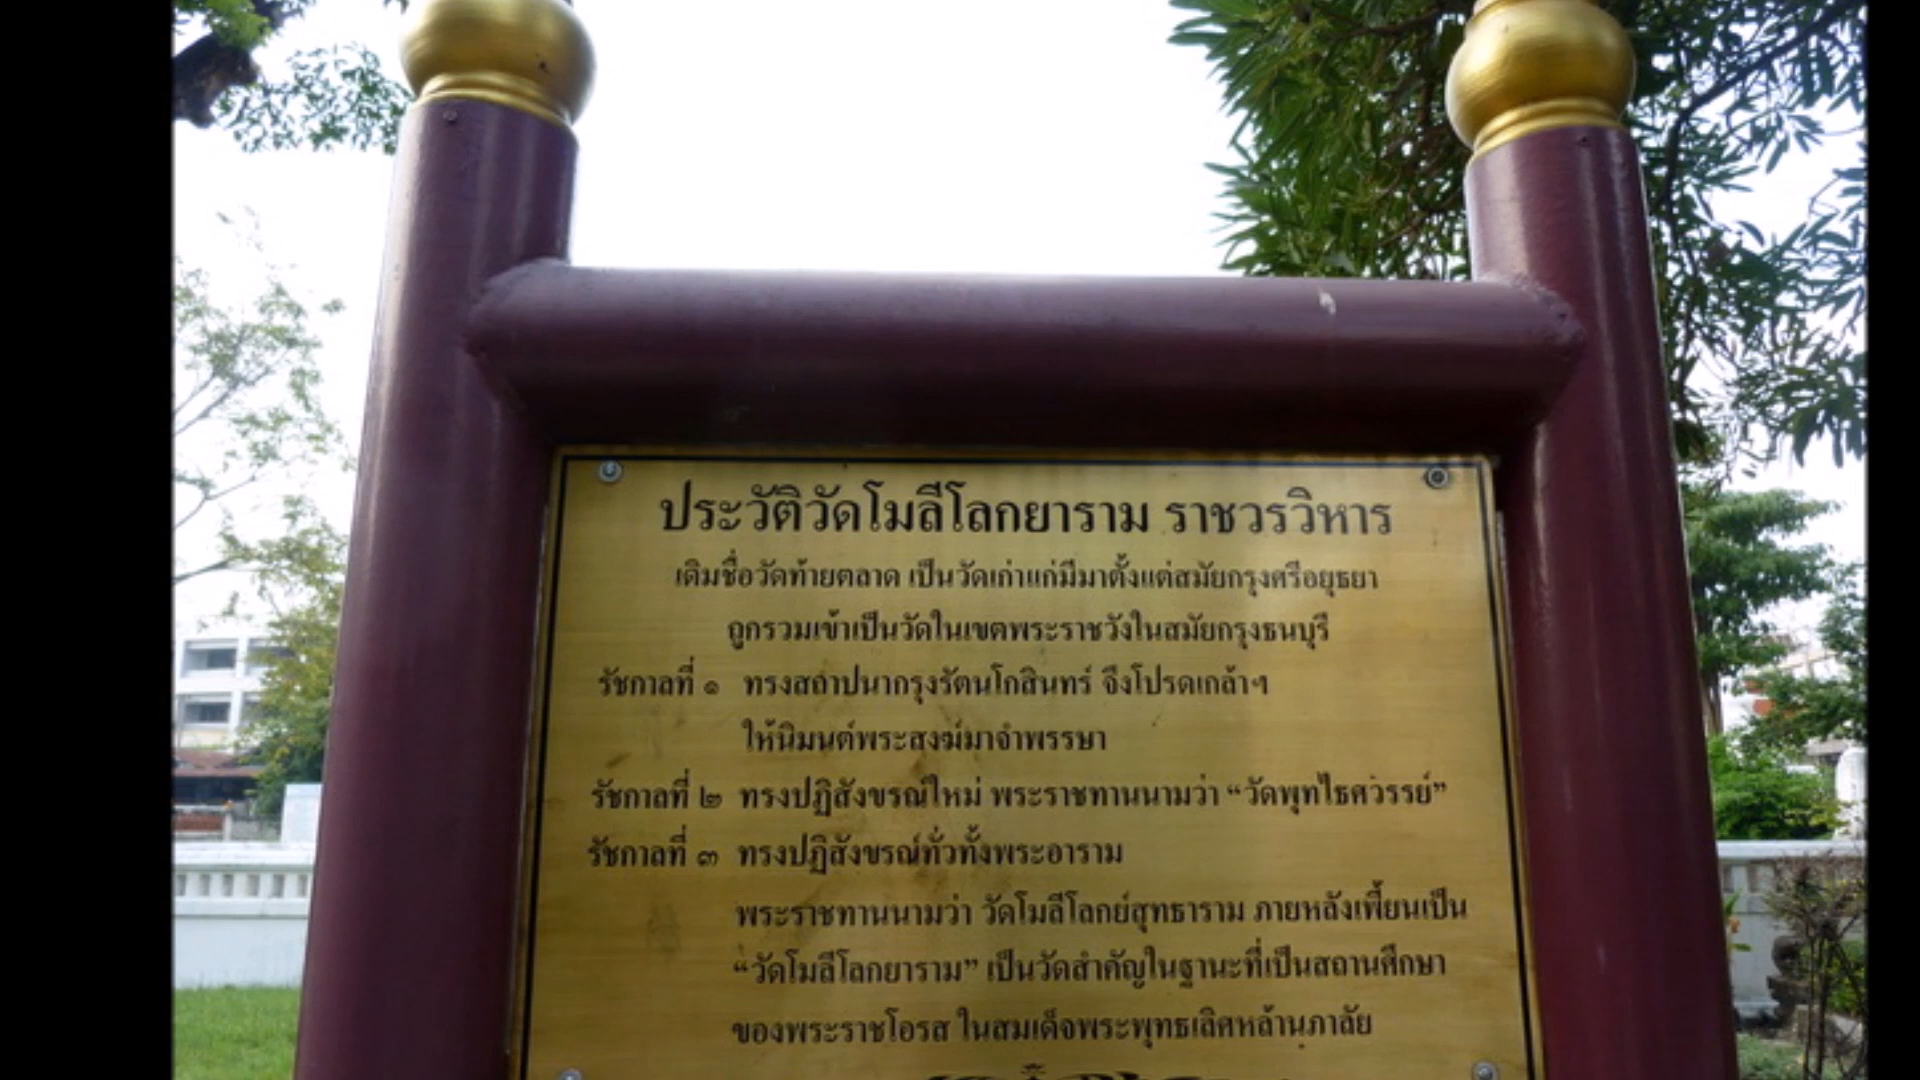 ประวัติวัดโมลีโลกยาราม ราชวรวิหาร
เดิมชื่อวัดท้ายตลาด เป็นวัดเก่าแก่มีมาตั้งแต่สมัยกรุงศรีอยุธยา
ถูกรวมเข้าเป็นวัดในเขตพระราชวังในสมัยกรุงธนบุรี
รัชกาลที่ ๑ ทรงสถาปนากรุงรัตนโกสินทร์ จึงโปรดเกล้าฯ
ให้นิมนต์พระสงฆ์มาจำพรรษา
รัชกาลที่ ๒ ทรงปฏิสังขรณ์ใหม่ พระราชทานนามว่า “วัดพุทไธศวรรย์”
รัชกาลที่ ๓ ทรงปฏิสังขรณ์ทั่วทั้งพระอาราม
พระราชทานนามว่า วัดโมลีโลกย์สุทธาราม ภายหลังเพี้ยนเป็น
“วัดโมลีโลกยาราม” เป็นวัดสำคัญในฐานะที่เป็นสถานศึกษา
ของพระราชโอรส ในสมเด็จพระพุทธเลิศหล้านภาลัย